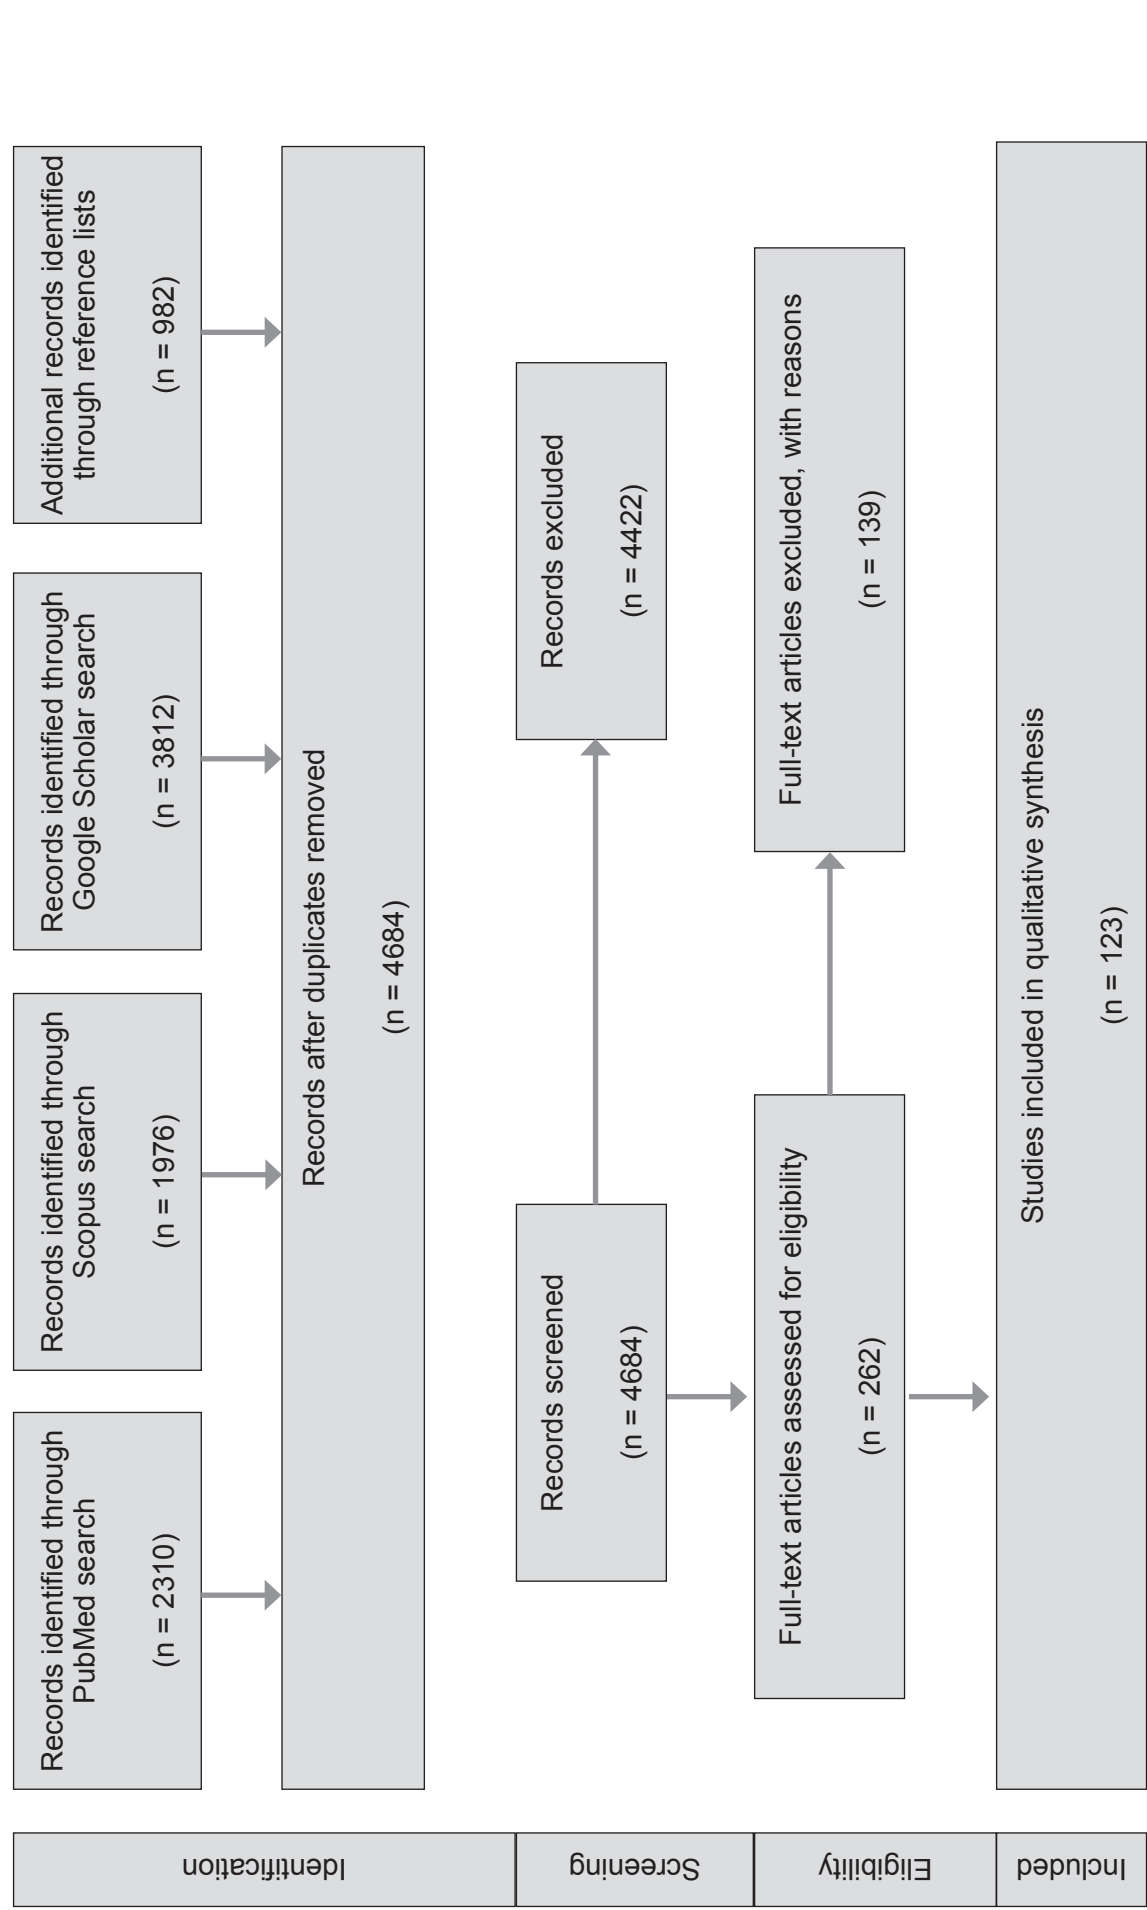 Identification
Records identified through
PubMed search
(n = 2310)
Records identified through
Scopus search
(n = 1976)
Records identified through
Google Scholar search
(n = 3812)
Additional records identified
through reference lists
(n = 982)
Records after duplicates removed
(n = 4684)
Screening
Records screened
(n = 4684)
Records excluded
(n = 4422)
Eligibility
Full-text articles assessed for eligibility
(n = 262)
Full-text articles excluded, with reasons
(n = 139)
Included
Studies included in qualitative synthesis
(n = 123)